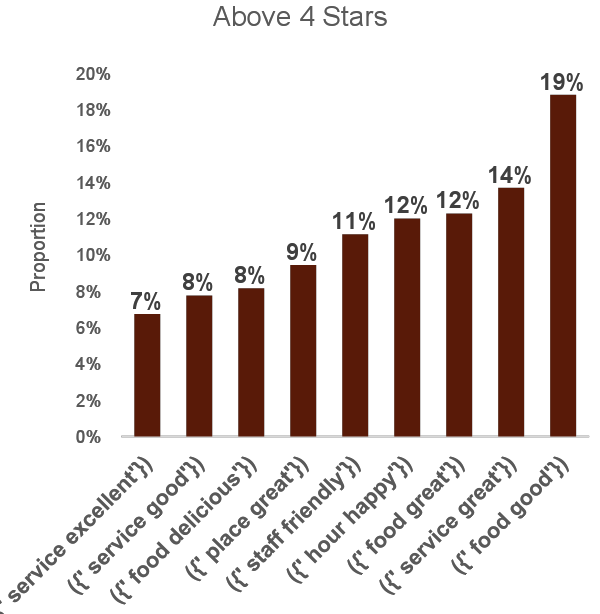 Above 4 Stars
Proportion
20%
18%
16%
14%
12%
10%
8%
6%
4%
2%
0%
7%
8%
8%
9%
11%
12%
12%
14%
19%
' service excellent'})
({' service good'})
({' food delicious'})
({' place great'})
({' staff friendly'})
({' hour happy'})
({' food great'})
({' service great'})
({' food good'})